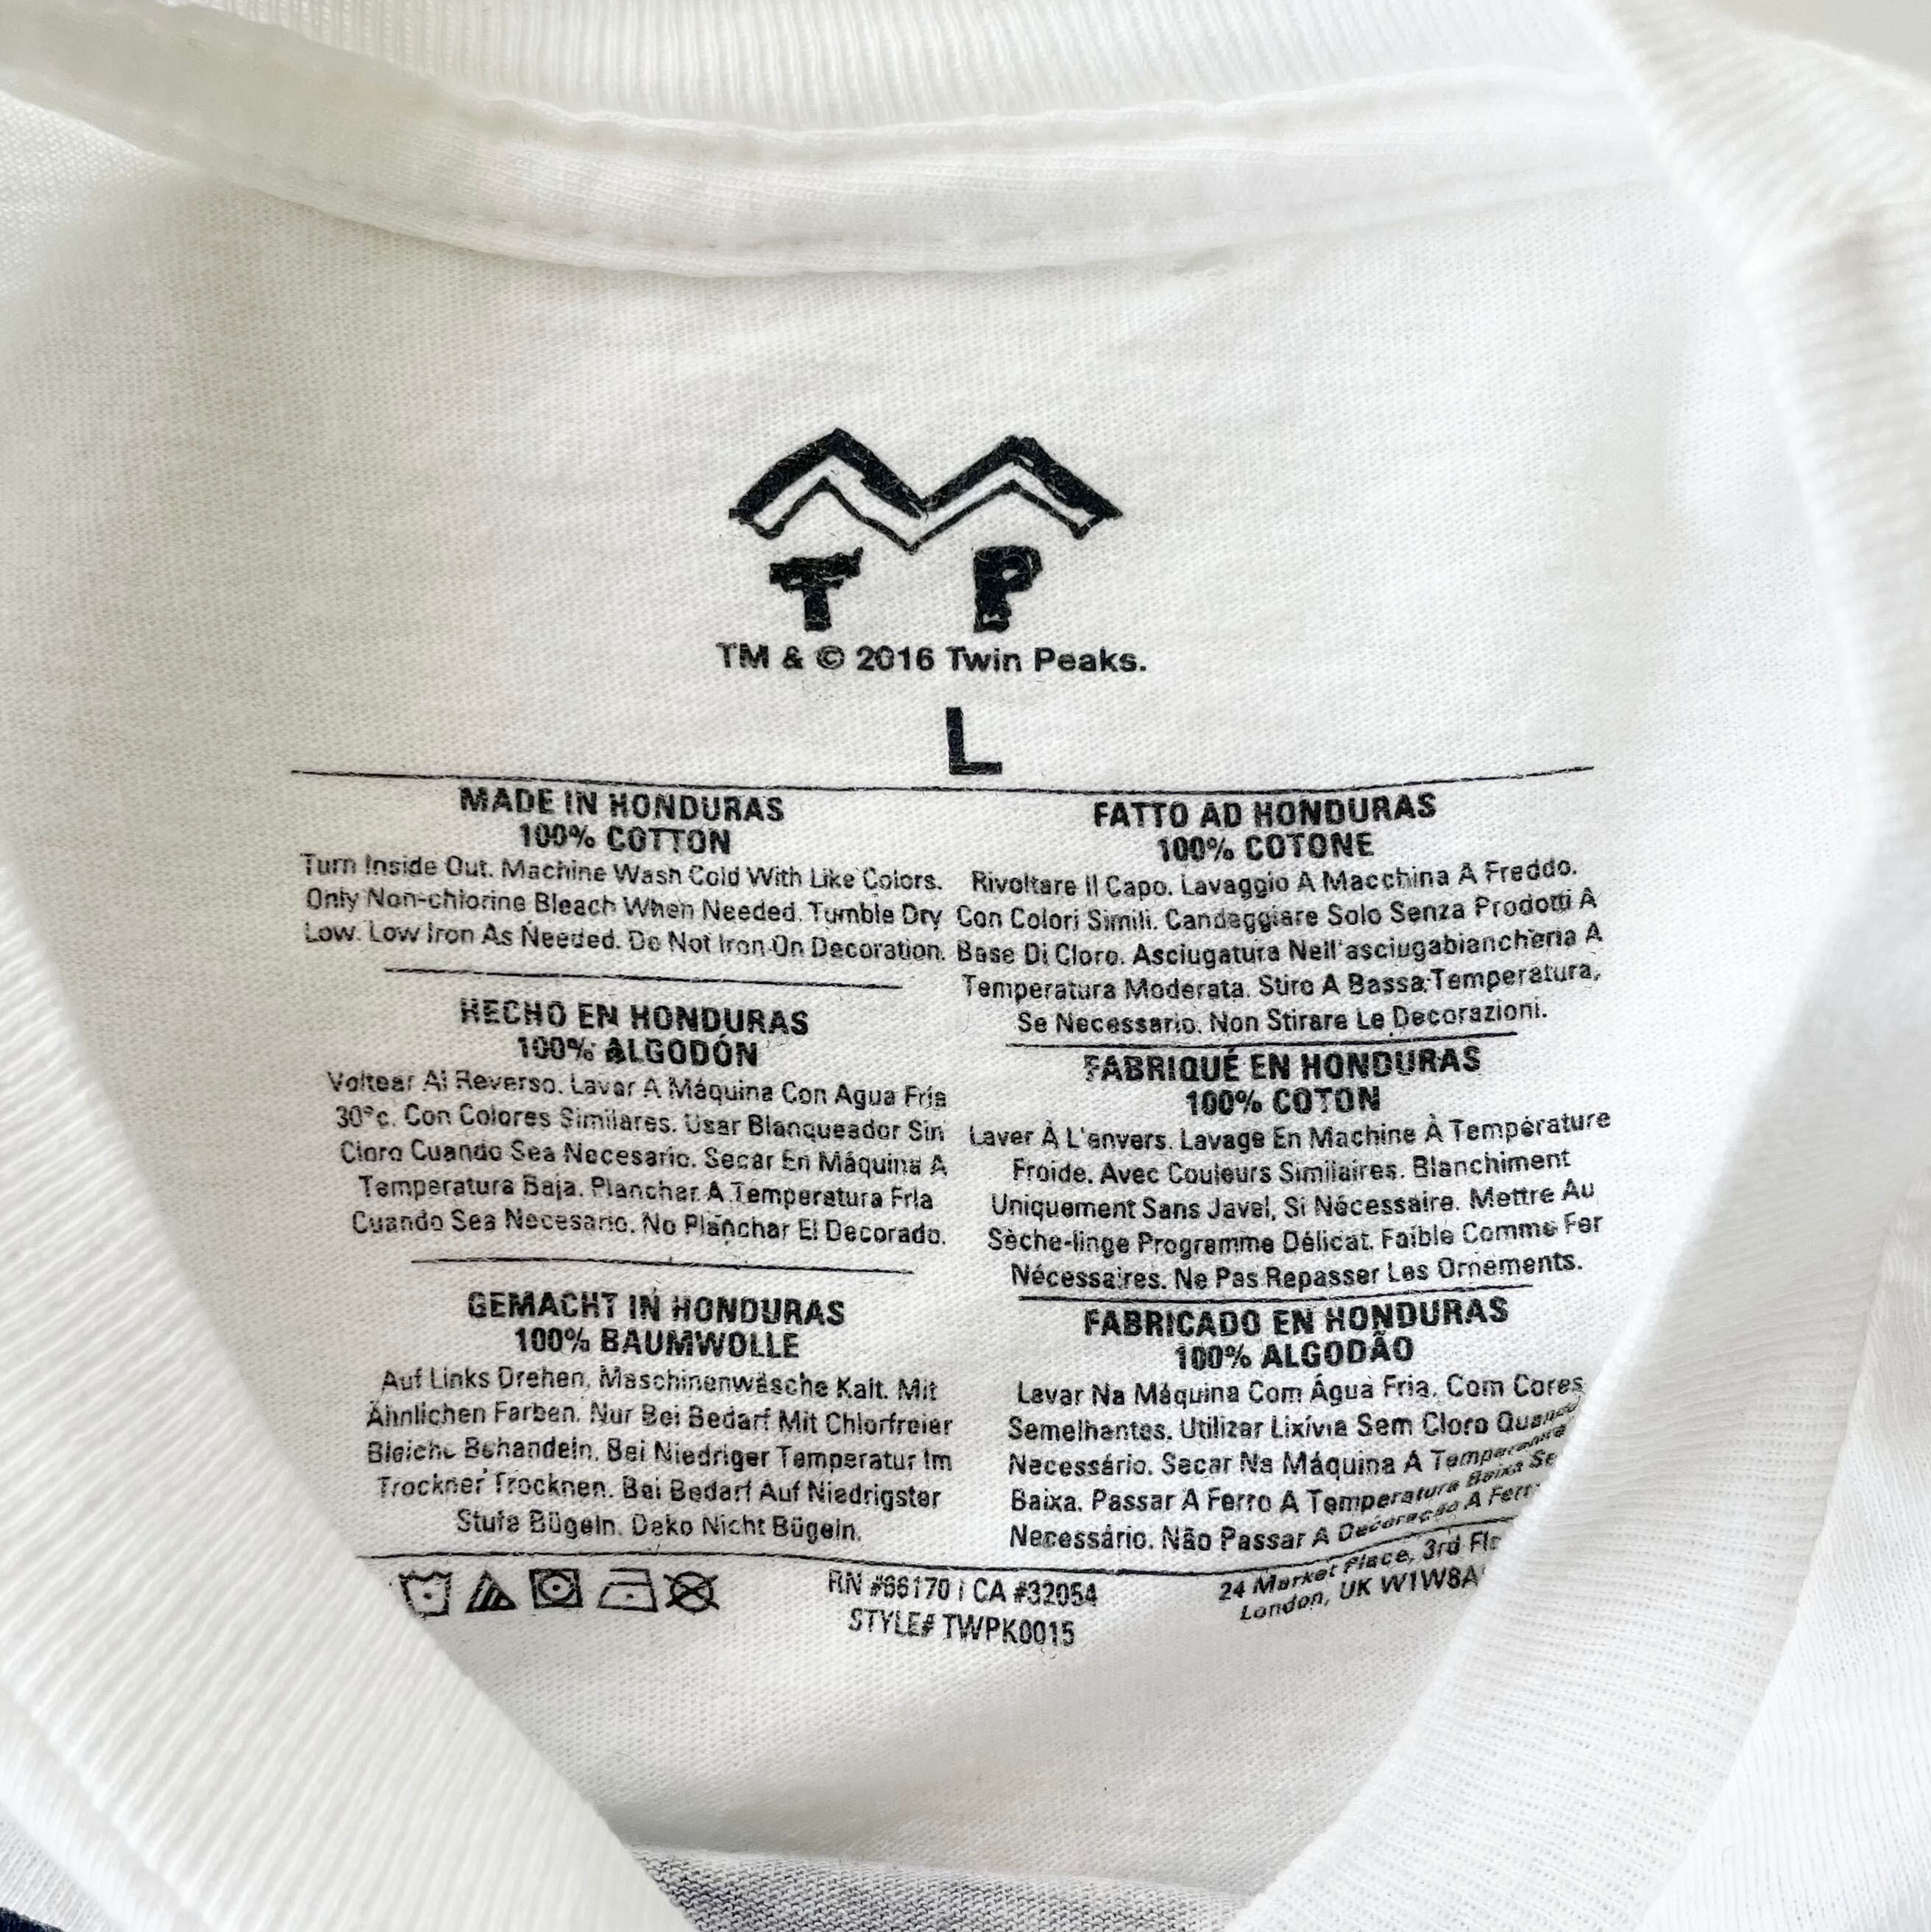 T P
TM & © 2016 Twin Peaks.
L
MADE IN HONDURAS
100% COTTON
Turn Inside Out. Machine Wash Cold With Like Colors.
Only Non-chlorine Bleach When Needed. Tumble Dry
Low. Low Iron As Needed. Do Not Iron On Decoration.
HECHO EN HONDURAS
100% ALGODÓN
Voltear Al Reverso. Lavar A Máquina Con Agua Fría
30°c. Con Colores Similares. Usar Blanqueador Sin
Cloro Cuando Sea Necesario. Secar En Máquina A
Temperatura Baja. Planchar A Temperatura Fría
Cuando Sea Necesario. No Planchar El Decorado.
GEMACHT IN HONDURAS
100% BAUMWOLLE
Auf Links Drehen. Maschinenwäsche Kalt. Mit
Ähnlichen Farben. Nur Bei Bedarf Mit Chlorfreier
Bleiche Behandeln. Bei Niedriger Temperatur Im
Trockner Trocknen. Bei Bedarf Auf Niedrigster
Stufe Bügeln. Deko Nicht Bügeln.
FATTO AD HONDURAS
100% COTONE
Rivoltare Il Capo. Lavaggio A Macchina A Freddo.
Con Colori Simili. Candeggiare Solo Senza Prodotti A
Base Di Cloro. Asciugatura Nell'asciugabiancheria A
Temperatura Moderata. Stiro A Bassa Temperatura,
Se Necessario. Non Stirare Le Decorazioni.
FABRIQUÉ EN HONDURAS
100% COTON
Laver À L'envers. Lavage En Machine À Température
Froide. Avec Couleurs Similaires. Blanchiment
Uniquement Sans Javel, Si Nécessaire. Mettre Au
Sèche-linge Programme Délicat. Faible Comme Fer
Nécessaires. Ne Pas Repasser Les Ornements.
FABRICADO EN HONDURAS
100% ALGODÃO
Lavar Na Máquina Com Água Fria. Com Cores
Semelhantes. Utilizar Lixívia Sem Cloro
Necessário. Secar Na Máquina A Temperatura
Baixa. Passar A Ferro A Temperatura Baixa Se
Necessário. Não Passar A Decoração A
RN #66170 | CA #32054
STYLE# TWPK0015
24 Market Place, 3rd
London, UK